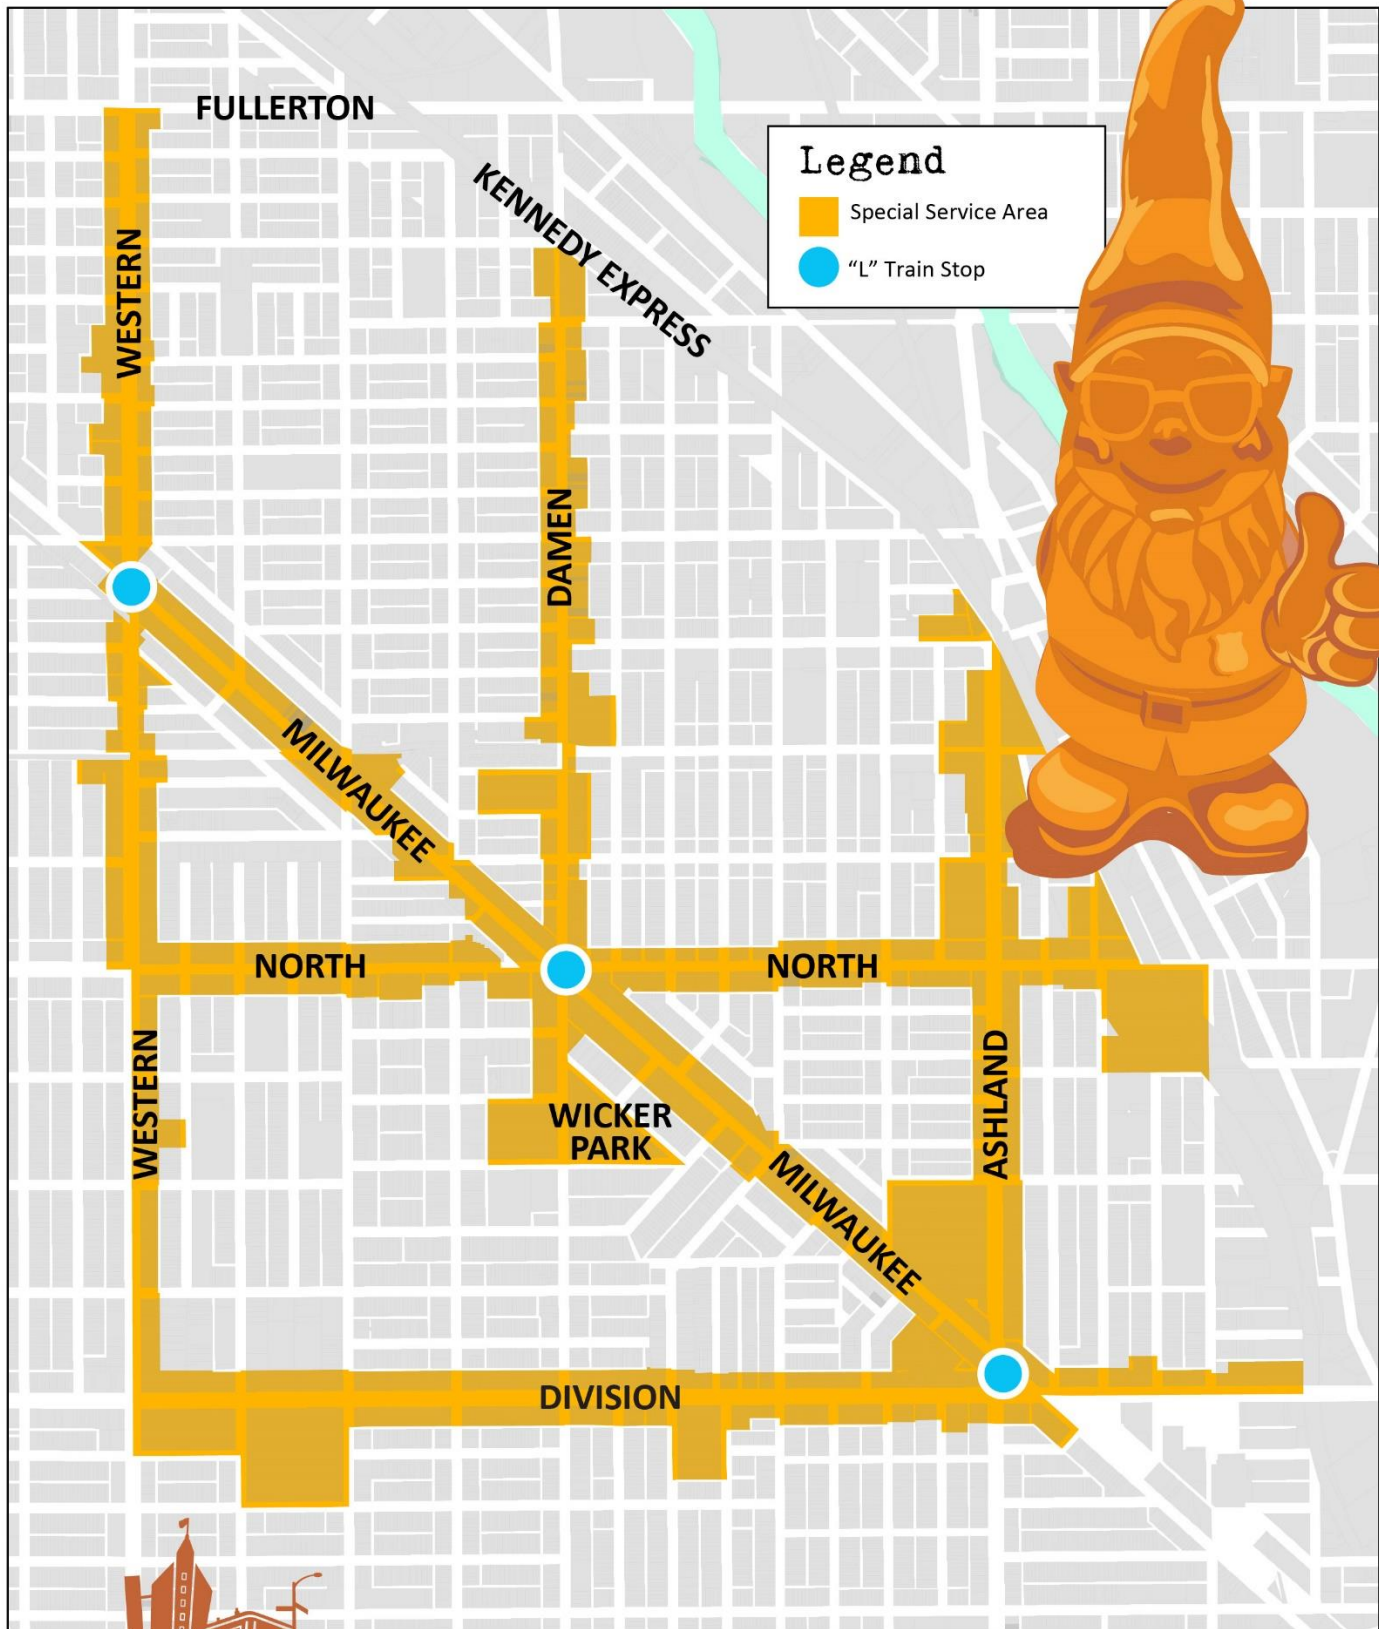 FULLERTON
KENNEDY EXPRESS
Legend
Special Service Area
“L” Train Stop
WESTERN
DAMEN
MILWAUKEE
NORTH
NORTH
WESTERN
ASHLAND
WICKER
PARK
MILWAUKEE
DIVISION